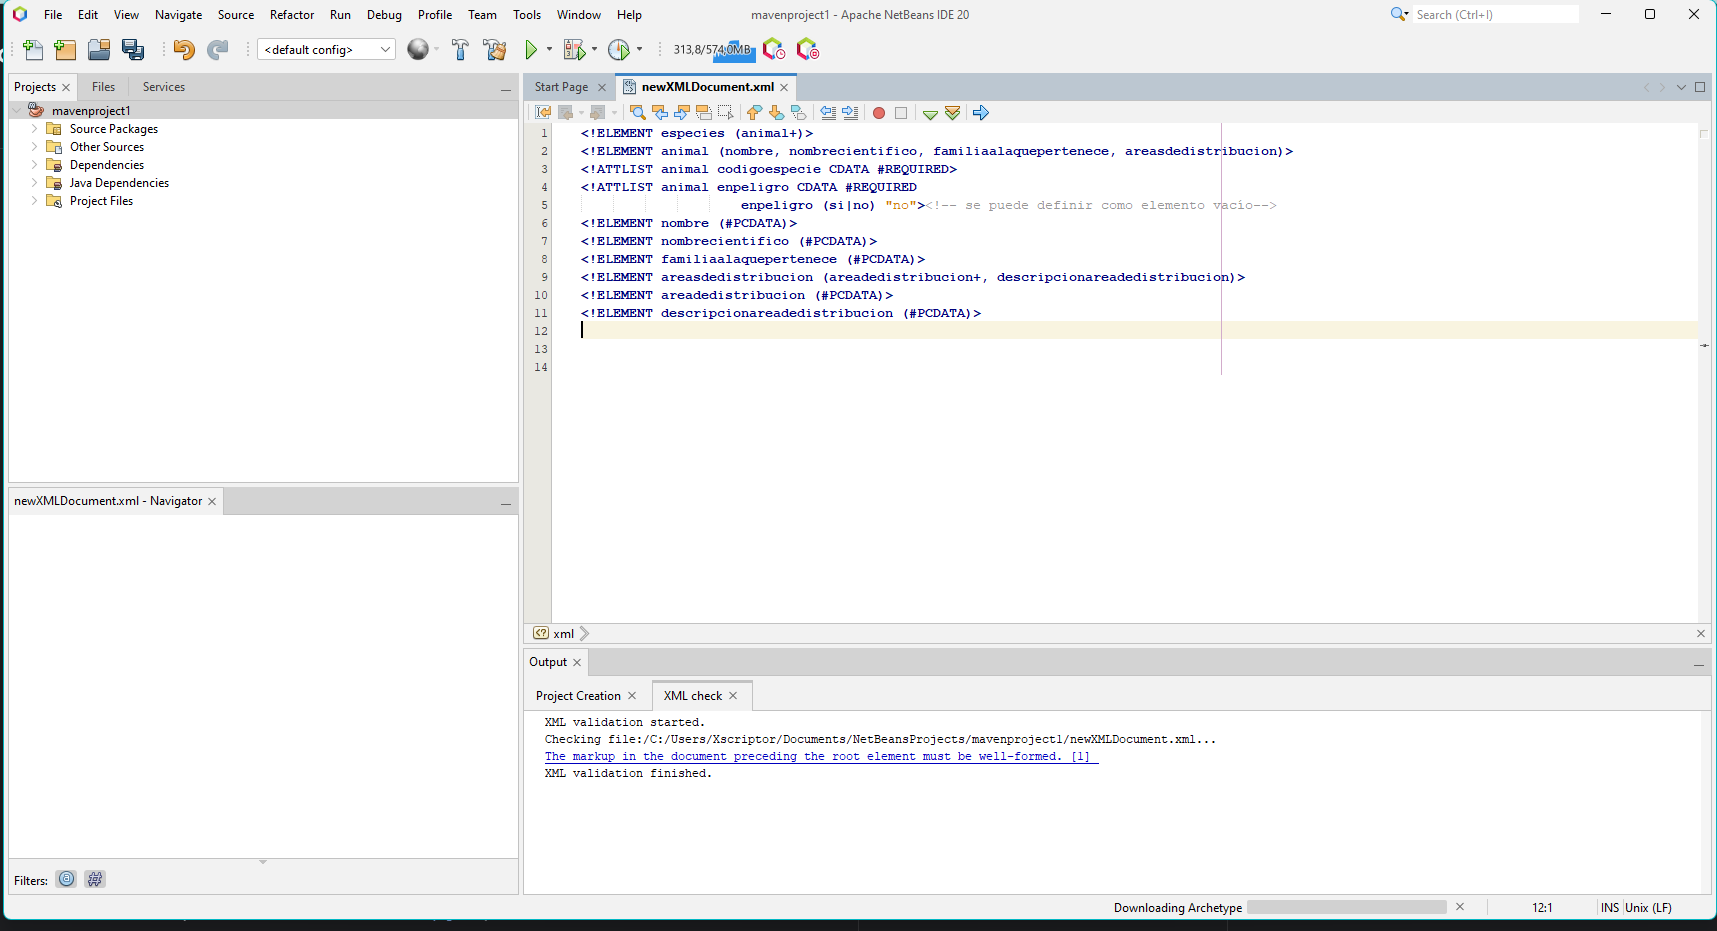 File Edit View Navigate Source Refactor Run Debug Profile Team Tools Window Help
mavenproject1 - Apache NetBeans IDE 20
Search (Ctrl+I)
<default config>
313,8/574,0MB
Projects Files Services
mavenproject1
Source Packages
Other Sources
Dependencies
Java Dependencies
Project Files
newXMLDocument.xml - Navigator
Filters:
Start Page newXMLDocument.xml
1 <!ELEMENT especies (animal+)>
2 <!ELEMENT animal (nombre, nombrecientifico, familiaalaquepertenece, areasdedistribucion)>
3 <!ATTLIST animal codigoespecie CDATA #REQUIRED>
4 <!ATTLIST animal enpeligro CDATA #REQUIRED
5 enpeligro (si|no) "no"><!-- se puede definir como elemento vacío-->
6 <!ELEMENT nombre (#PCDATA)>
7 <!ELEMENT nombrecientifico (#PCDATA)>
8 <!ELEMENT familiaalaquepertenece (#PCDATA)>
9 <!ELEMENT areasdedistribucion (areadedistribucion+, descripcionareadedistribucion)>
10 <!ELEMENT areadedistribucion (#PCDATA)>
11 <!ELEMENT descripcionareadedistribucion (#PCDATA)>
12
13
14
xml
Output
Project Creation XML check
XML validation started.
Checking file:/C:/Users/Xscriptor/Documents/NetBeansProjects/mavenproject1/newXMLDocument.xml...
The markup in the document preceding the root element must be well-formed. [1]
XML validation finished.
Downloading Archetype 12:1 INS Unix (LF)